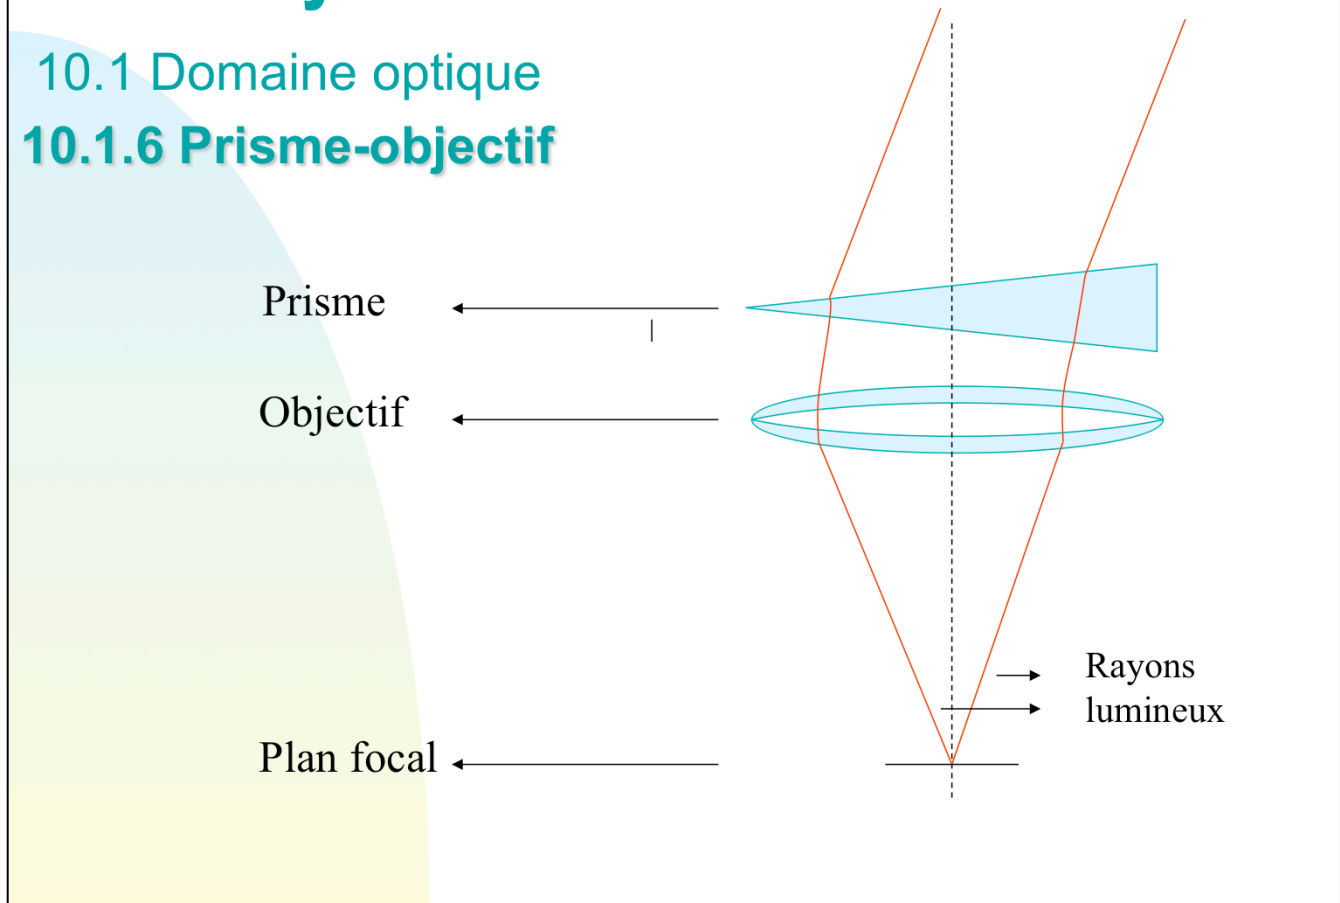 10.1 Domaine optique
10.1.6 Prisme-objectif
Prisme
Objectif
Rayons
lumineux
Plan focal